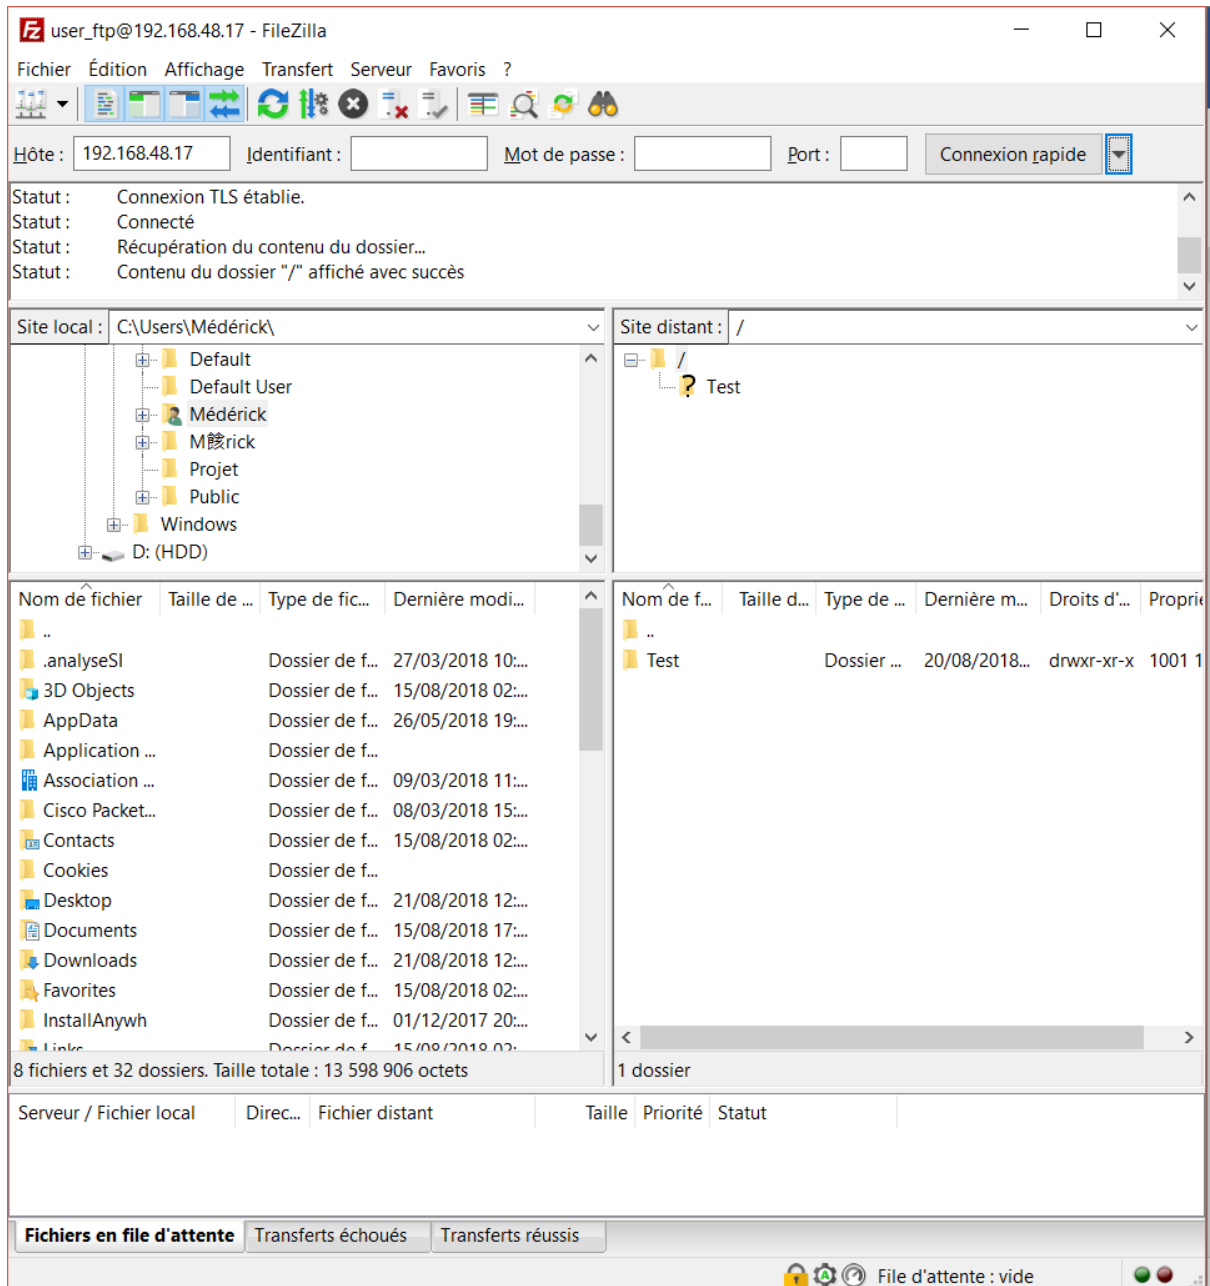 user_ftp@192.168.48.17 - FileZilla
Fichier Édition Affichage Transfert Serveur Favoris ?
Hôte : 192.168.48.17 Identifiant : Mot de passe : Port : Connexion rapide
Statut : Connexion TLS établie.
Statut : Connecté
Statut : Récupération du contenu du dossier...
Statut : Contenu du dossier "/" affiché avec succès
Site local : C:\Users\Médérick\
Default
Default User
Médérick
M餩rick
Projet
Public
Windows
D: (HDD)
Site distant : /
/
? Test
Nom de fichier Taille de ... Type de fic... Dernière modi...
..
.analyseSI Dossier de f... 27/03/2018 10:...
3D Objects Dossier de f... 15/08/2018 02:...
AppData Dossier de f... 26/05/2018 19:...
Application ... Dossier de f...
Association ... Dossier de f... 09/03/2018 11:...
Cisco Packet... Dossier de f... 08/03/2018 15:...
Contacts Dossier de f... 15/08/2018 02:...
Cookies Dossier de f...
Desktop Dossier de f... 21/08/2018 12:...
Documents Dossier de f... 15/08/2018 17:...
Downloads Dossier de f... 21/08/2018 12:...
Favorites Dossier de f... 15/08/2018 02:...
InstallAnywh Dossier de f... 01/12/2017 20:...
Links Dossier de f 15/08/2018 02:
8 fichiers et 32 dossiers. Taille totale : 13 598 906 octets
Nom de f... Taille d... Type de ... Dernière m... Droits d'... Proprié
..
Test Dossier ... 20/08/2018... drwxr-xr-x 1001 1
1 dossier
Serveur / Fichier local Direc... Fichier distant Taille Priorité Statut
Fichiers en file d'attente Transferts échoués Transferts réussis
File d'attente : vide